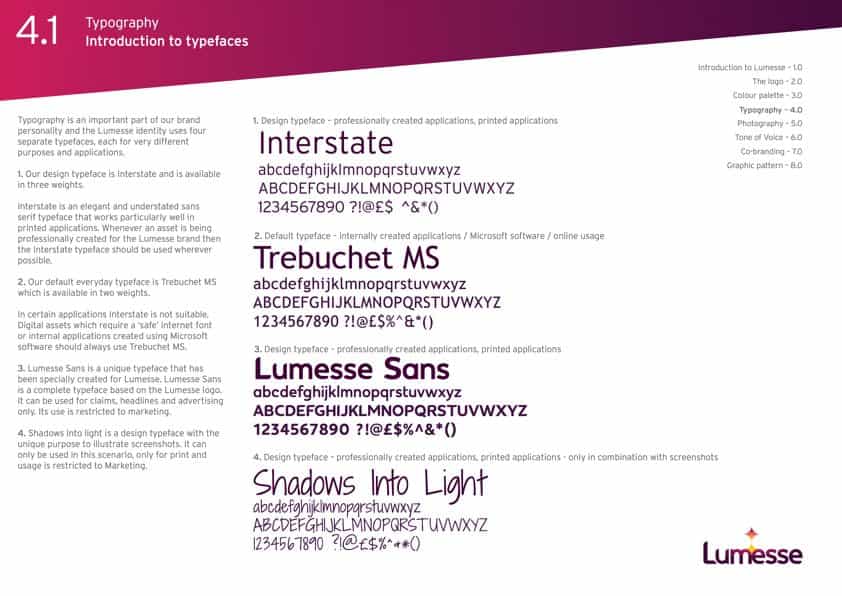 4.1
Typography
Introduction to typefaces
Introduction to Lumesse – 1.0
The logo – 2.0
Colour palette – 3.0
Typography – 4.0
Photography – 5.0
Tone of Voice – 6.0
Co-branding – 7.0
Graphic pattern – 8.0
Typography is an important part of our brand
personality and the Lumesse identity uses four
separate typefaces, each for very different
purposes and applications.
1. Our design typeface is Interstate and is available
in three weights.
Interstate is an elegant and understated sans
serif typeface that works particularly well in
printed applications. Whenever an asset is being
professionally created for the Lumesse brand then
the Interstate typeface should be used wherever
possible.
2. Our default everyday typeface is Trebuchet MS
which is available in two weights.
In certain applications Interstate is not suitable.
Digital assets which require a ‘safe’ internet font
or internal applications created using Microsoft
software should always use Trebuchet MS.
3. Lumesse Sans is a unique typeface that has
been specially created for Lumesse. Lumesse Sans
is a complete typeface based on the Lumesse logo.
It can be used for claims, headlines and advertising
only. Its use is restricted to marketing.
4. Shadows Into light is a design typeface with the
unique purpose to illustrate screenshots. It can
only be used in this scenario, only for print and
usage is restricted to Marketing.
1. Design typeface – professionally created applications, printed applications
Interstate
abcdefghijklmnopqrstuvwxyz
ABCDEFGHIJKLMNOPQRSTUVWXYZ
1234567890 ?!@£$ ^&*()
2. Default typeface – internally created applications / Microsoft software / online usage
Trebuchet MS
abcdefghijklmnopqrstuvwxyz
ABCDEFGHIJKLMNOPQRSTUVWXYZ
1234567890 ?!@£$%^&*()
3. Design typeface – professionally created applications, printed applications
Lumesse Sans
abcdefghijklmnopqrstuvwxyz
ABCDEFGHIJKLMNOPQRSTUVWXYZ
1234567890 ?!@£$%^&*()
4. Design typeface – professionally created applications, printed applications - only in combination with screenshots
Shadows Into Light
abcdefghijklmnopqrstuvwxyz
ABCDEFGHIJKLMNOPQRSTUVWXYZ
1234567890 ?!@£$%^&*()
Lumesse